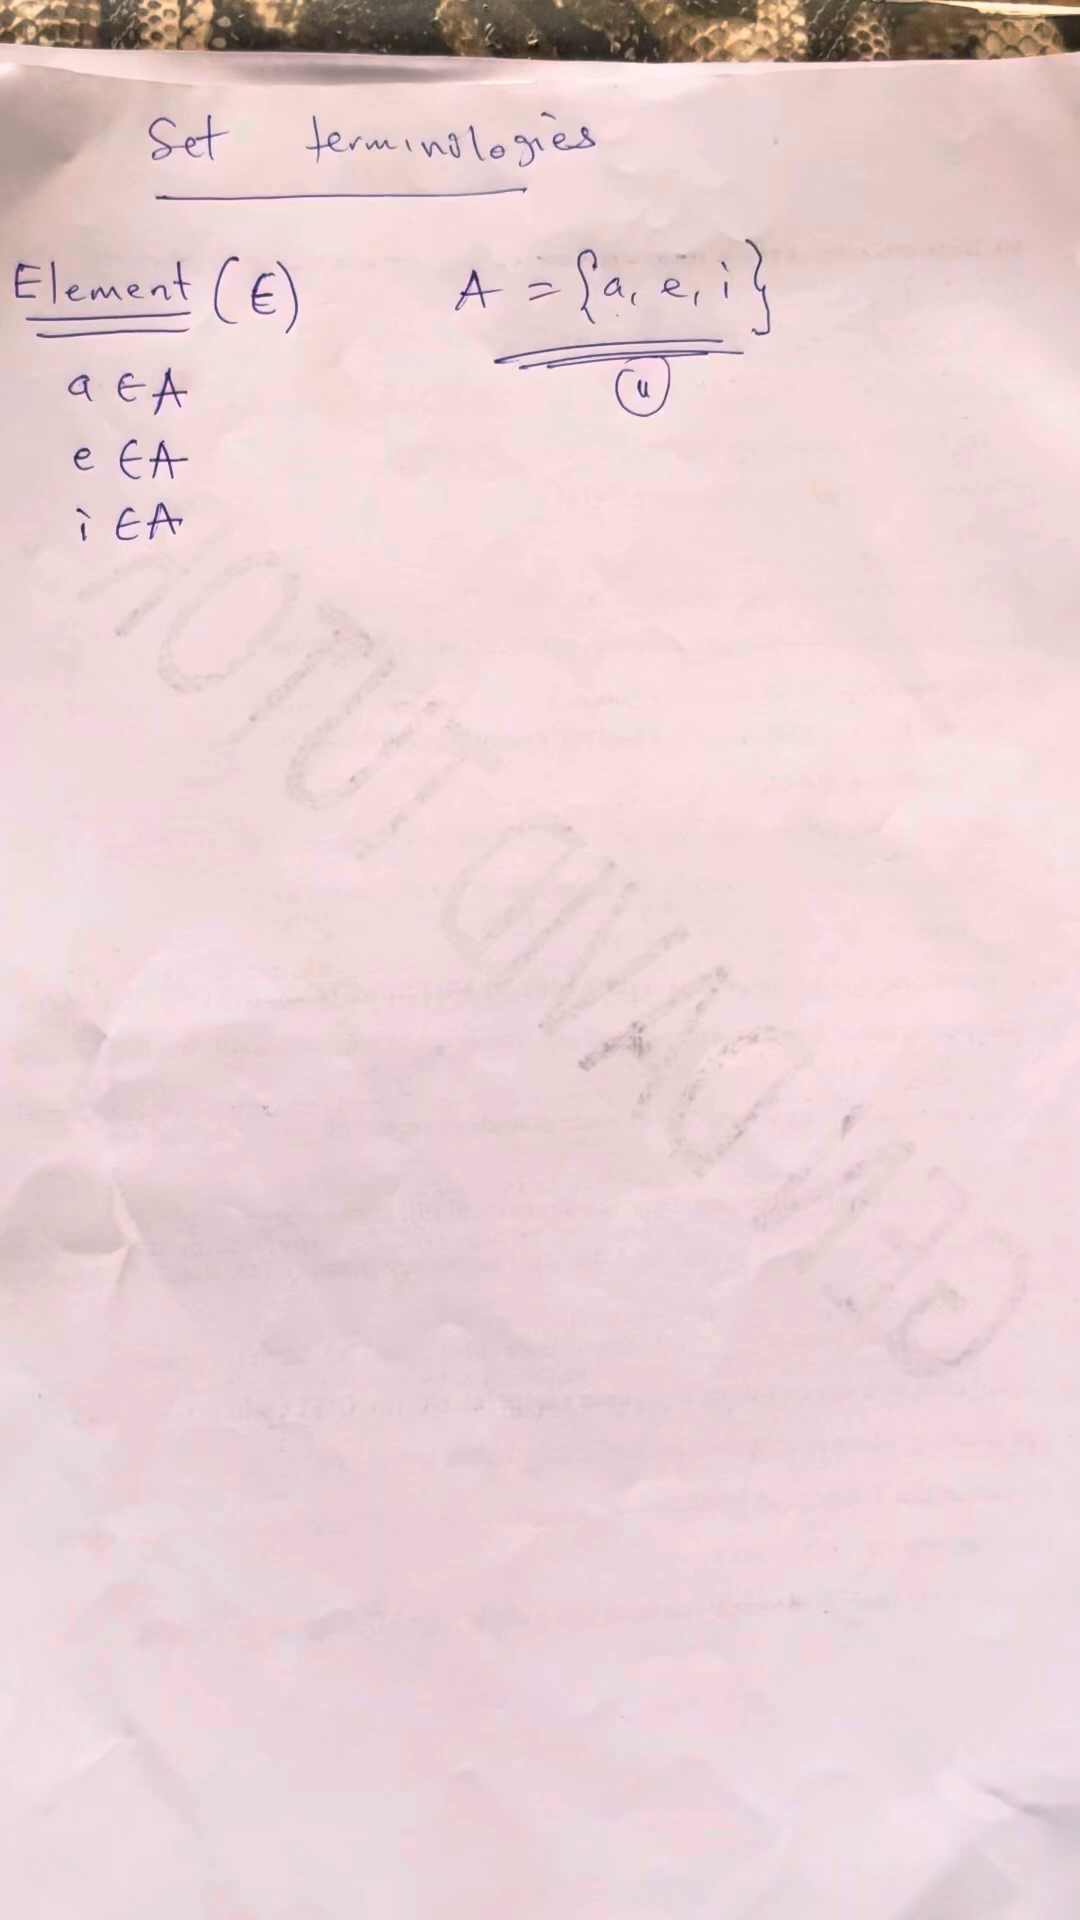 Set terminologies
Element (∈) A = {a, e, i}
u
a ∈ A
e ∈ A
i ∈ A